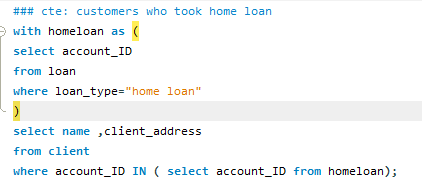 ### cte: customers who took home loan
with homeloan as (
select account_ID
from loan
where loan_type="home loan"
)
select name ,client_address
from client
where account_ID IN ( select account_ID from homeloan);